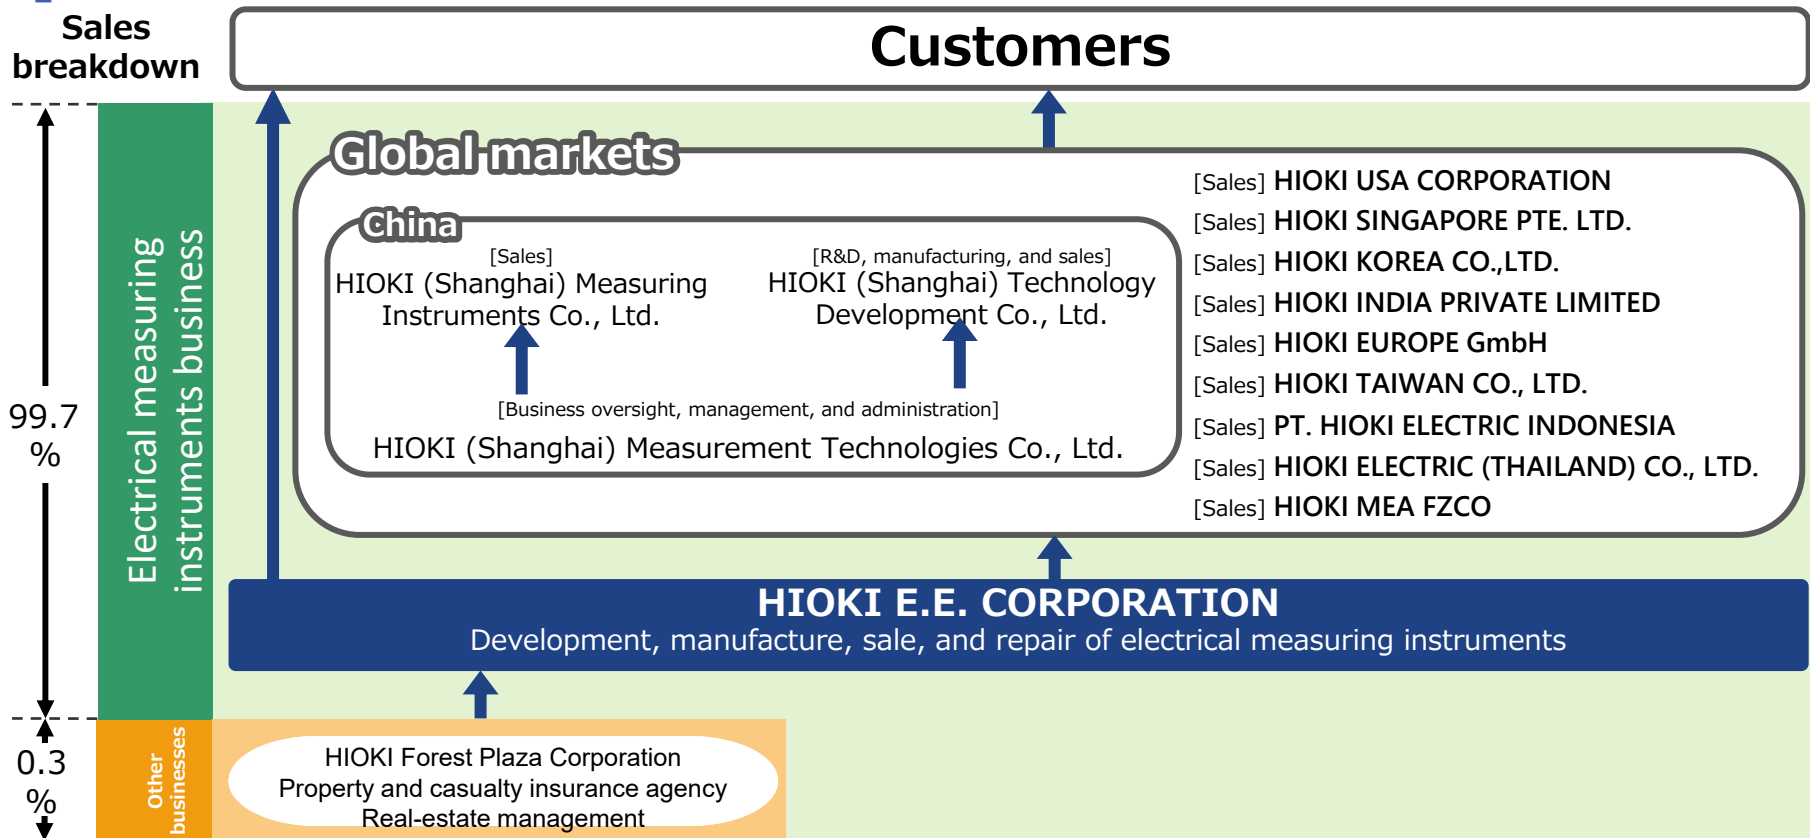 Sales
breakdown
Customers
Global markets
China
[Sales]
HIOKI (Shanghai) Measuring
Instruments Co., Ltd.
[R&D, manufacturing, and sales]
HIOKI (Shanghai) Technology
Development Co., Ltd.
[Business oversight, management, and administration]
HIOKI (Shanghai) Measurement Technologies Co., Ltd.
[Sales] HIOKI USA CORPORATION
[Sales] HIOKI SINGAPORE PTE. LTD.
[Sales] HIOKI KOREA CO.,LTD.
[Sales] HIOKI INDIA PRIVATE LIMITED
[Sales] HIOKI EUROPE GmbH
[Sales] HIOKI TAIWAN CO., LTD.
[Sales] PT. HIOKI ELECTRIC INDONESIA
[Sales] HIOKI ELECTRIC (THAILAND) CO., LTD.
[Sales] HIOKI MEA FZCO
99.7
%
Electrical measuring
instruments business
HIOKI E.E. CORPORATION
Development, manufacture, sale, and repair of electrical measuring instruments
0.3
%
Other
businesses
HIOKI Forest Plaza Corporation
Property and casualty insurance agency
Real-estate management